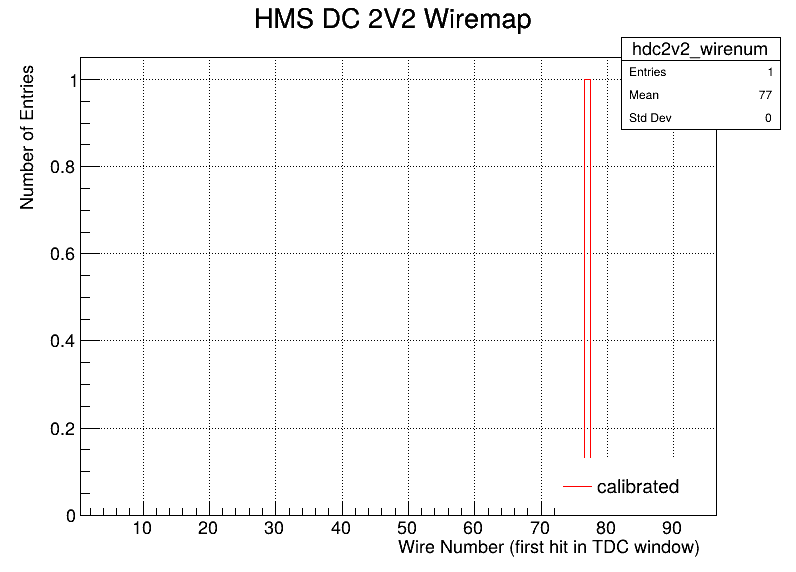 HMS DC 2V2 Wiremap
hdc2v2_wirenum
Entries 1
Mean 77
Std Dev 0
Number of Entries
1
0.8
0.6
0.4
0.2
0
10 20 30 40 50 60 70 80 90
calibrated
Wire Number (first hit in TDC window)